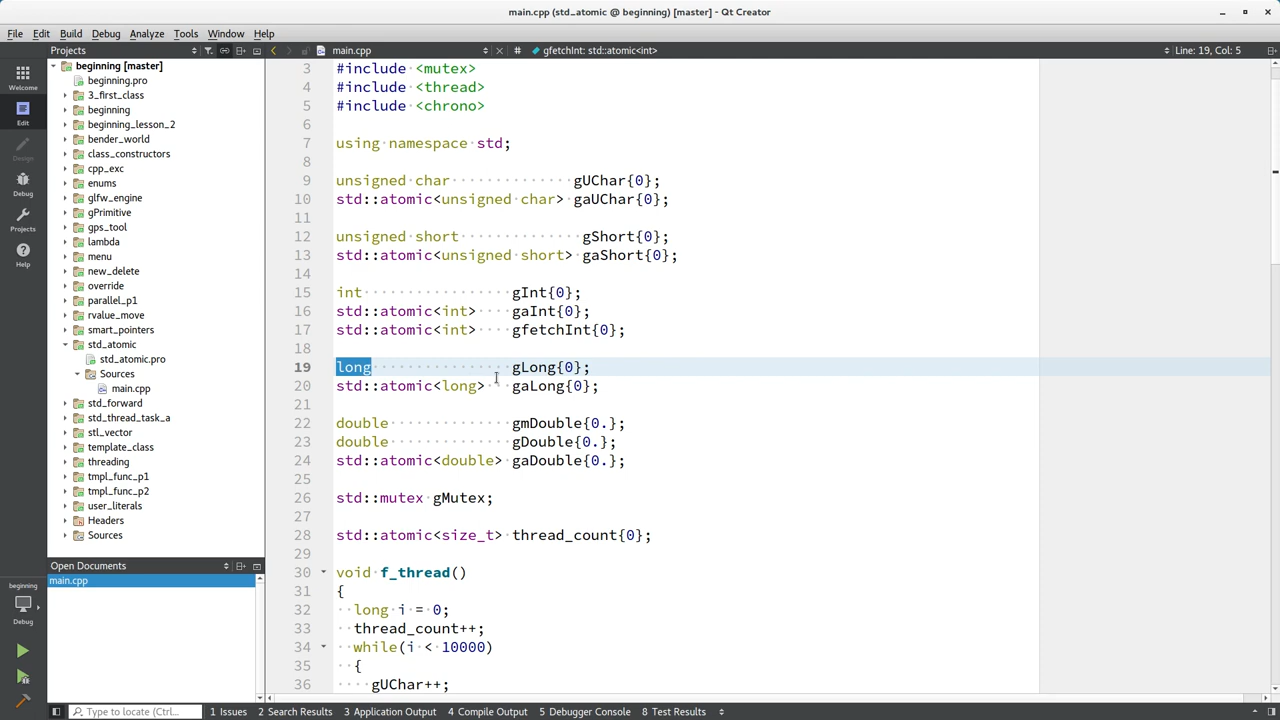 main.cpp (std_atomic @ beginning) [master] - Qt Creator
File Edit View Build Debug Analyze Tools Window Help
Projects
main.cpp
# gfetchInt: std::atomic<int>
Line: 19, Col: 5
Welcome
Edit
Design
Debug
Projects
Help
beginning
Debug
beginning [master]
beginning.pro
3_first_class
beginning
beginning_lesson_2
bender_world
class_constructors
cpp_exc
enums
glfw_engine
gPrimitive
gps_tool
lambda
menu
new_delete
override
parallel_p1
rvalue_move
smart_pointers
std_atomic
std_atomic.pro
Sources
main.cpp
std_forward
std_thread_task_a
stl_vector
template_class
threading
tmpl_func_p1
tmpl_func_p2
user_literals
Headers
Sources
Open Documents
main.cpp
3 #include <mutex>
4 #include <thread>
5 #include <chrono>
6
7 using namespace std;
8
9 unsigned char gUChar{0};
10 std::atomic<unsigned char> gaUChar{0};
11
12 unsigned short gShort{0};
13 std::atomic<unsigned short> gaShort{0};
14
15 int gInt{0};
16 std::atomic<int> gaInt{0};
17 std::atomic<int> gfetchInt{0};
18
19 long gLong{0};
20 std::atomic<long> gaLong{0};
21
22 double gmDouble{0.};
23 double gDouble{0.};
24 std::atomic<double> gaDouble{0.};
25
26 std::mutex gMutex;
27
28 std::atomic<size_t> thread_count{0};
29
30 void f_thread()
31 {
32 long i = 0;
33 thread_count++;
34 while(i < 10000)
35 {
36 gUChar++;
Type to locate (Ctrl... 1 Issues 2 Search Results 3 Application Output 4 Compile Output 5 Debugger Console 8 Test Results